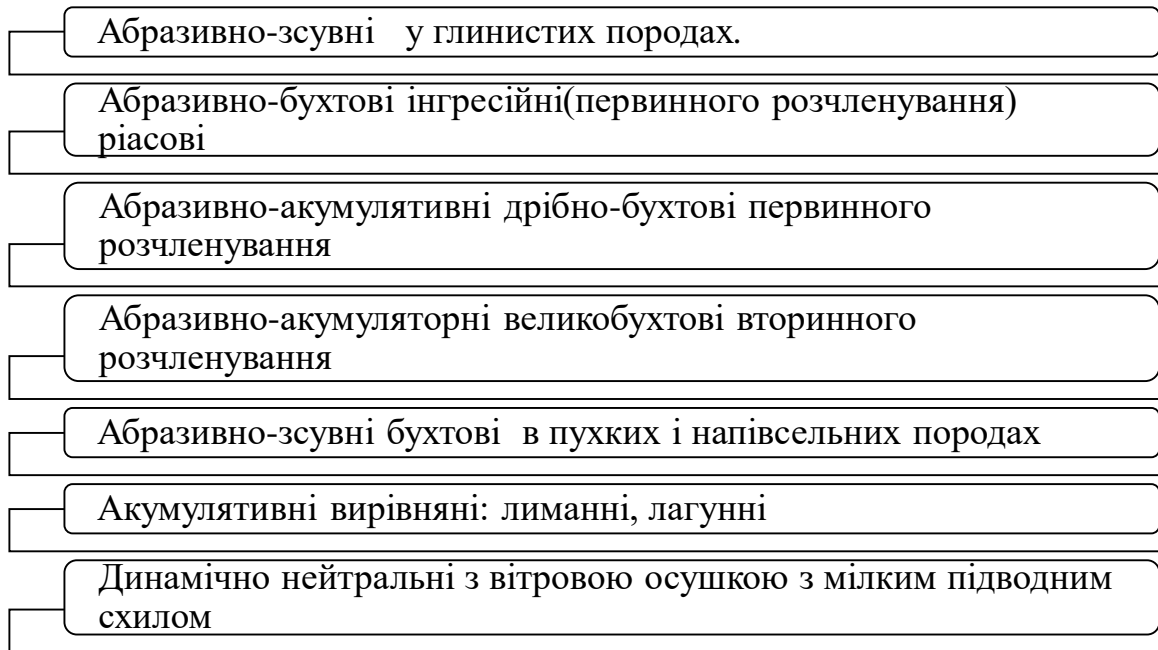 Абразивно-зсувні у глинистих породах.
Абразивно-бухтові інгресійні(первинного розчленування)
ріасові
Абразивно-акумулятивні дрібно-бухтові первинного
розчленування
Абразивно-акумуляторні великобухтові вторинного
розчленування
Абразивно-зсувні бухтові в пухких і напівсельних породах
Акумулятивні вирівняні: лиманні, лагунні
Динамічно нейтральні з вітровою осушкою з мілким підводним
схилом